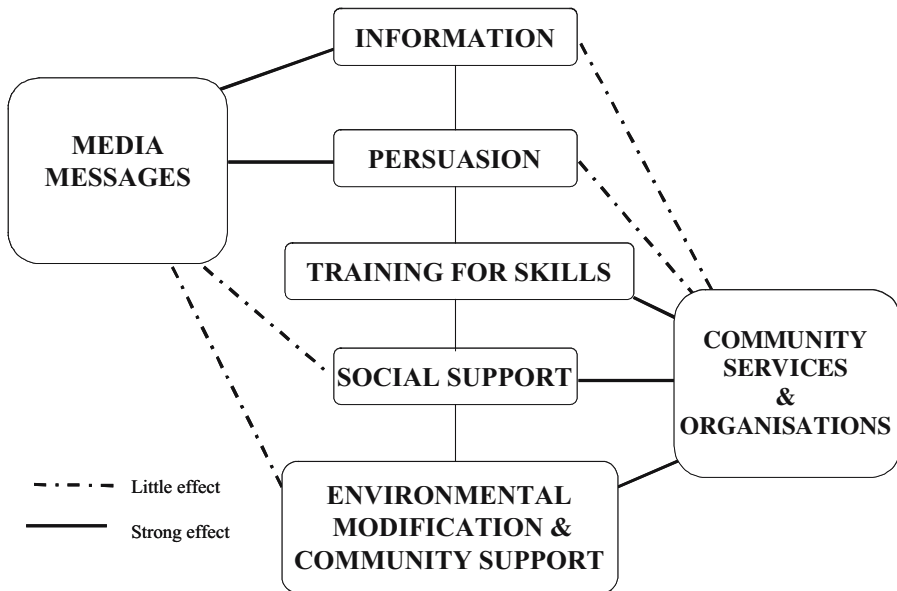 INFORMATION
MEDIA
MESSAGES
PERSUASION
TRAINING FOR SKILLS
COMMUNITY
SERVICES
&
ORGANISATIONS
SOCIAL SUPPORT
ENVIRONMENTAL
MODIFICATION &
COMMUNITY SUPPORT
Little effect
Strong effect